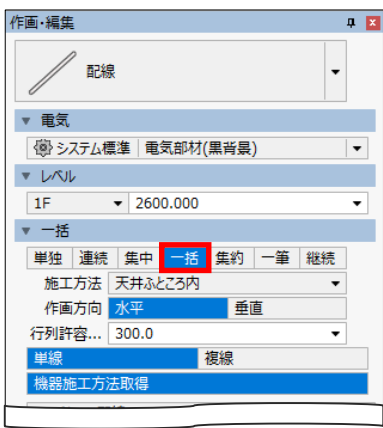 作画・編集
配線
電気
システム標準 電気部材(黒背景)
レベル
1F 2600.000
一括
単独 連続 集中 一括 集約 一筆 継続
施工方法 天井ふところ内
作画方向 水平 垂直
行列許容... 300.0
単線 複線
機器施工方法取得